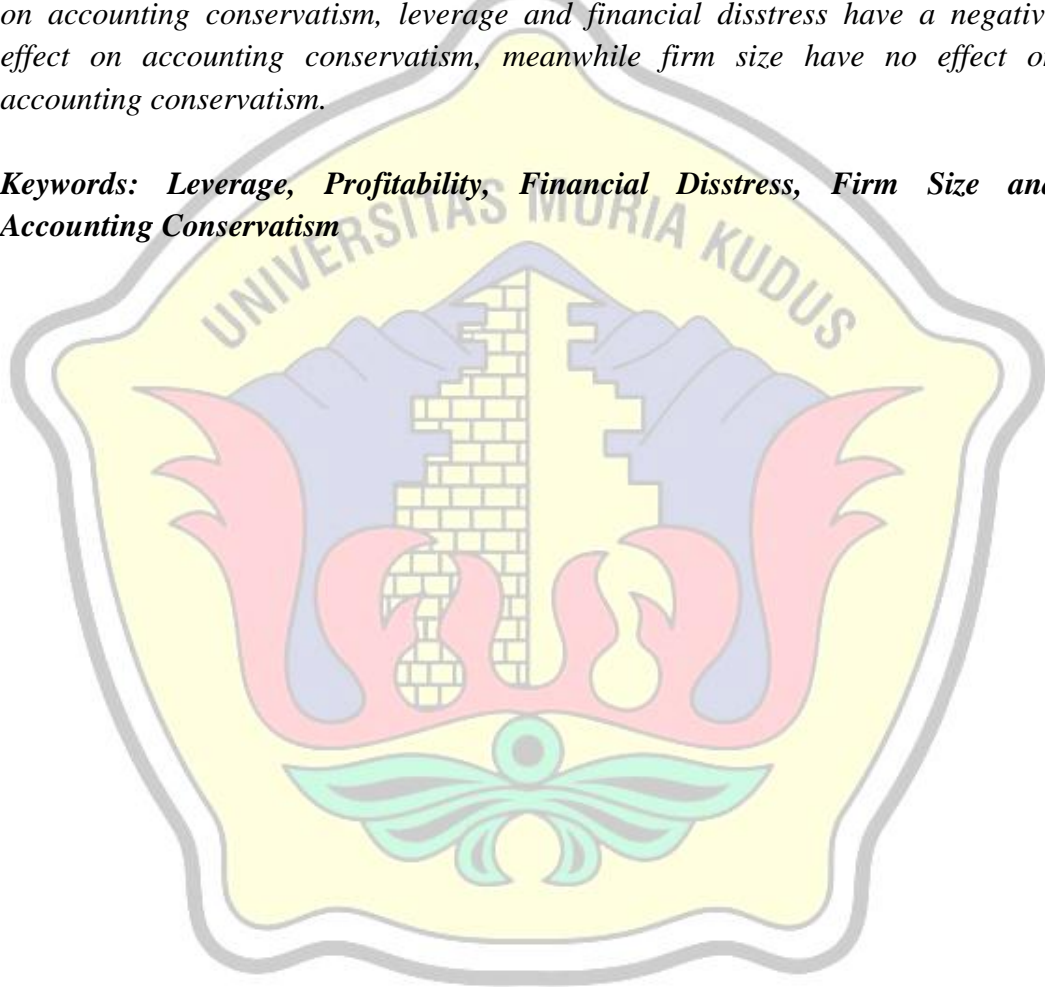 on accounting conservatism, leverage and financial disstress have a negativ
effect on accounting conservatism, meanwhile firm size have no effect o
accounting conservatism.
Keywords: Leverage, Profitability, Financial Disstress, Firm Size and
Accounting Conservatism
UNIVERSITAS MURIA KUDUS